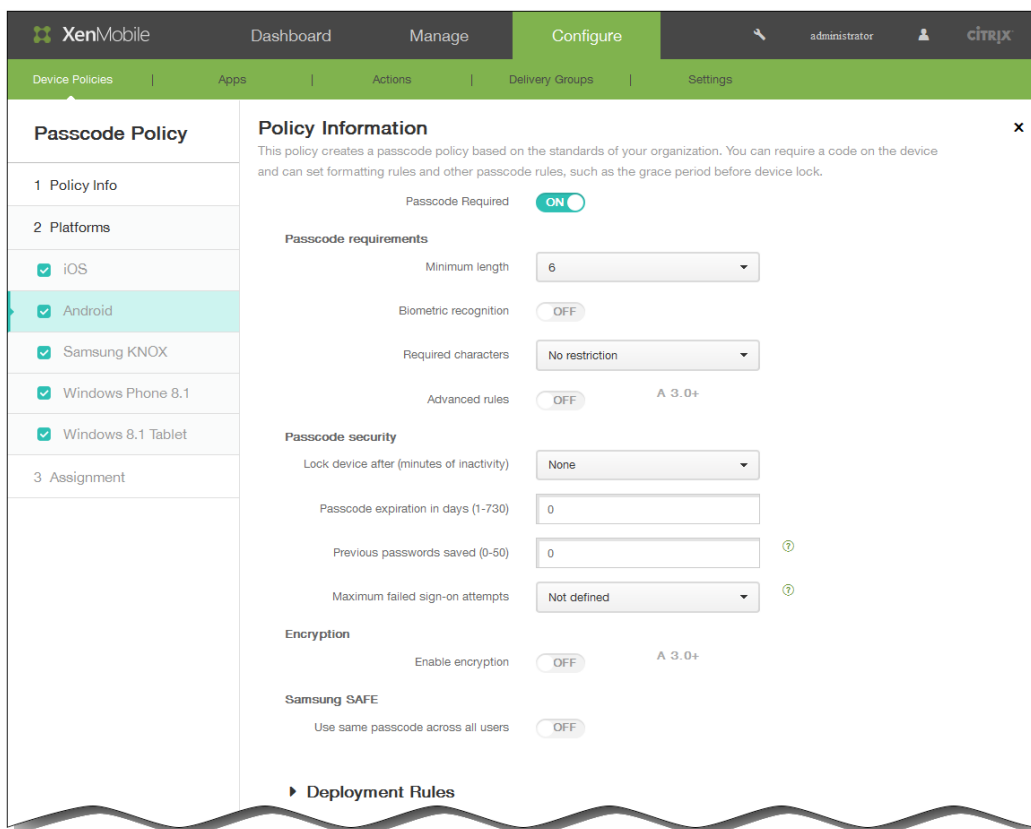 XenMobile Dashboard Manage Configure administrator CİTRIX
Device Policies | Apps | Actions | Delivery Groups | Settings
Passcode Policy
1 Policy Info
2 Platforms
iOS
Android
Samsung KNOX
Windows Phone 8.1
Windows 8.1 Tablet
3 Assignment
Policy Information
x
This policy creates a passcode policy based on the standards of your organization. You can require a code on the device
and can set formatting rules and other passcode rules, such as the grace period before device lock.
Passcode Required ON
Passcode requirements
Minimum length 6
Biometric recognition OFF
Required characters No restriction
Advanced rules OFF A 3.0+
Passcode security
Lock device after (minutes of inactivity) None
Passcode expiration in days (1-730) 0
Previous passwords saved (0-50) 0 ?
Maximum failed sign-on attempts Not defined ?
Encryption
Enable encryption OFF A 3.0+
Samsung SAFE
Use same passcode across all users OFF
Deployment Rules